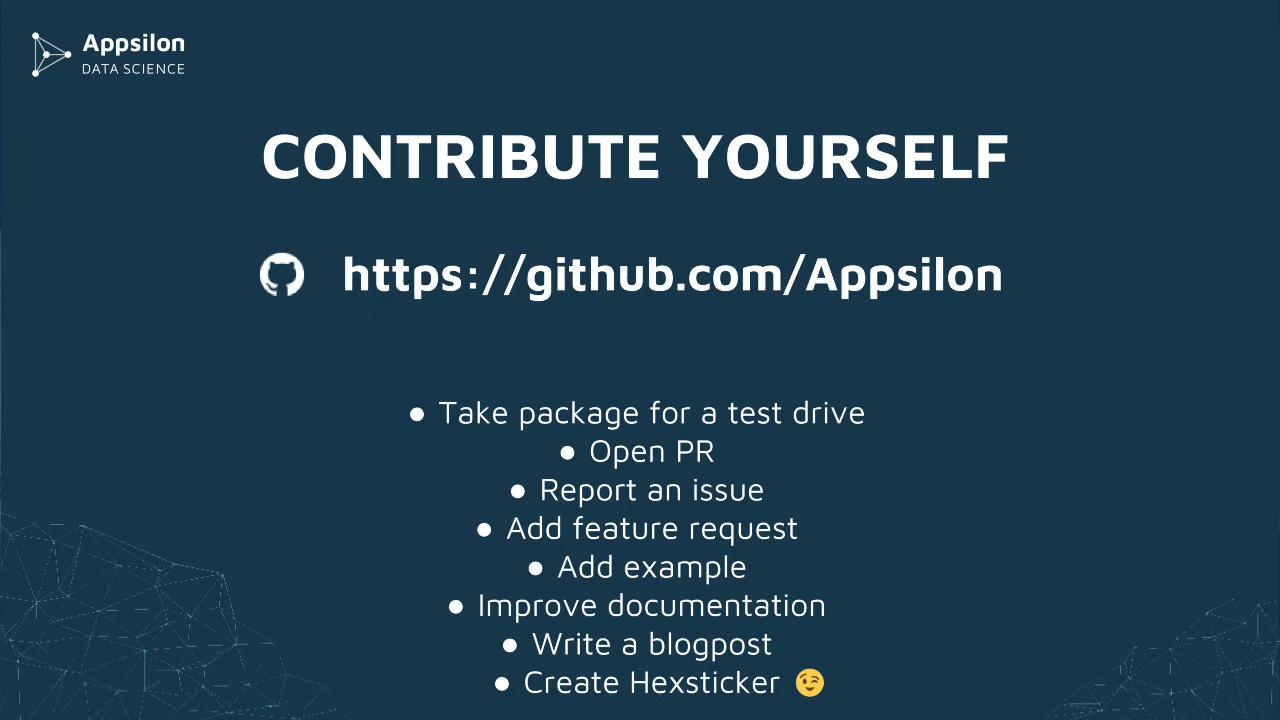 Appsilon
DATA SCIENCE
CONTRIBUTE YOURSELF
https://github.com/Appsilon
● Take package for a test drive
● Open PR
● Report an issue
● Add feature request
● Add example
● Improve documentation
● Write a blogpost
● Create Hexsticker 😉